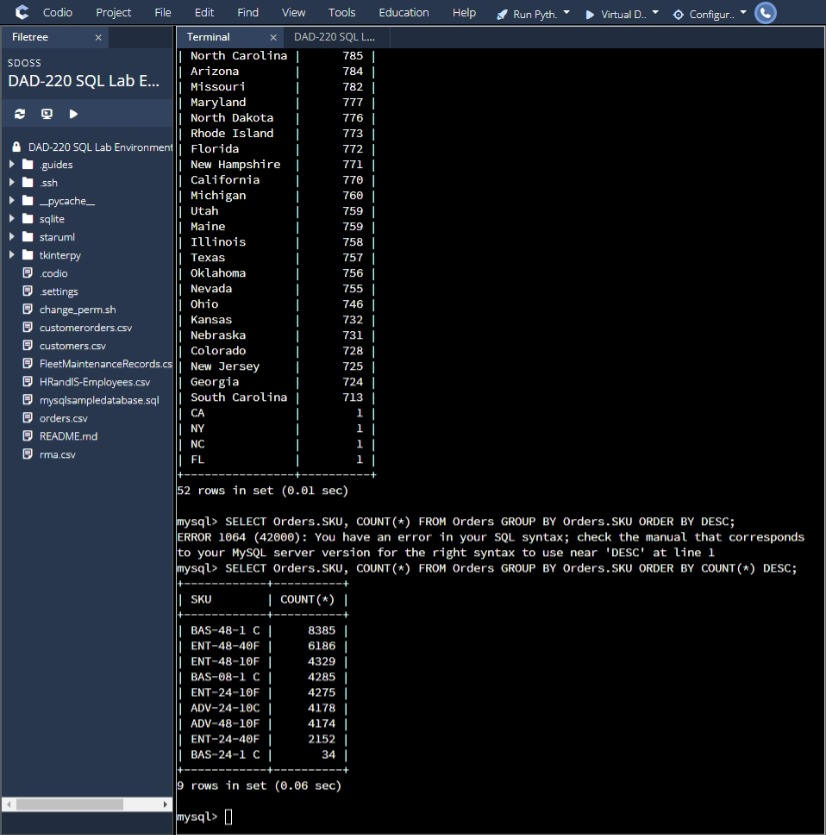 Codio Project File Edit Find View Tools Education Help Run Pyth. Virtual D.. Configur..
Filetree × Terminal × DAD-220 SQL L...
SDOSS
DAD-220 SQL Lab E...
DAD-220 SQL Lab Environment
.guides
.ssh
__pycache__
sqlite
staruml
tkinterpy
.codio
.settings
change_perm.sh
customerorders.csv
customers.csv
FleetMaintenanceRecords.cs
HRandIS-Employees.csv
mysqlsampledatabase.sql
orders.csv
README.md
rma.csv
| North Carolina | 785 |
| Arizona | 784 |
| Missouri | 782 |
| Maryland | 777 |
| North Dakota | 776 |
| Rhode Island | 773 |
| Florida | 772 |
| New Hampshire | 771 |
| California | 770 |
| Michigan | 760 |
| Utah | 759 |
| Maine | 759 |
| Illinois | 758 |
| Texas | 757 |
| Oklahoma | 756 |
| Nevada | 755 |
| Ohio | 746 |
| Kansas | 732 |
| Nebraska | 731 |
| Colorado | 728 |
| New Jersey | 725 |
| Georgia | 724 |
| South Carolina | 713 |
| CA | 1 |
| NY | 1 |
| NC | 1 |
| FL | 1 |
+----------------+----------+
52 rows in set (0.01 sec)
mysql> SELECT Orders.SKU, COUNT(*) FROM Orders GROUP BY Orders.SKU ORDER BY DESC;
ERROR 1064 (42000): You have an error in your SQL syntax; check the manual that corresponds
to your MySQL server version for the right syntax to use near 'DESC' at line 1
mysql> SELECT Orders.SKU, COUNT(*) FROM Orders GROUP BY Orders.SKU ORDER BY COUNT(*) DESC;
+------------+----------+
| SKU | COUNT(*) |
+------------+----------+
| BAS-48-1 C | 8385 |
| ENT-48-40F | 6186 |
| ENT-48-10F | 4329 |
| BAS-08-1 C | 4285 |
| ENT-24-10F | 4275 |
| ADV-24-10C | 4178 |
| ADV-48-10F | 4174 |
| ENT-24-40F | 2152 |
| BAS-24-1 C | 34 |
+------------+----------+
9 rows in set (0.06 sec)
mysql>